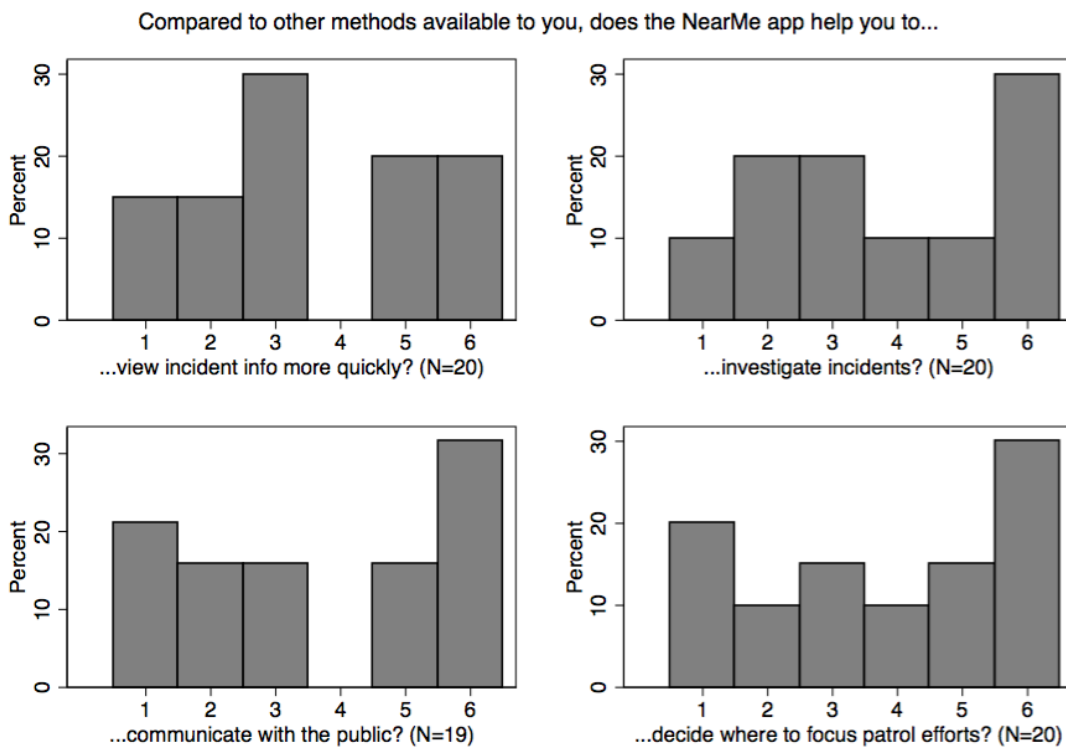 Compared to other methods available to you, does the NearMe app help you to...
Percent
0 10 20 30
1 2 3 4 5 6
...view incident info more quickly? (N=20)
Percent
0 10 20 30
1 2 3 4 5 6
...investigate incidents? (N=20)
Percent
0 10 20 30
1 2 3 4 5 6
...communicate with the public? (N=19)
Percent
0 10 20 30
1 2 3 4 5 6
...decide where to focus patrol efforts? (N=20)